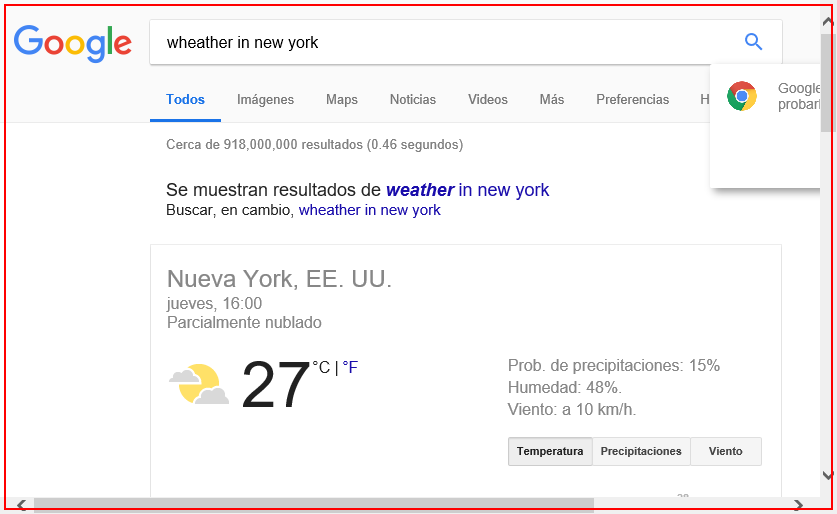 Google
wheather in new york
Todos Imágenes Maps Noticias Videos Más Preferencias H
Google
probarl
Cerca de 918,000,000 resultados (0.46 segundos)
Se muestran resultados de weather in new york
Buscar, en cambio, wheather in new york
Nueva York, EE. UU.
jueves, 16:00
Parcialmente nublado
27 °C | °F
Prob. de precipitaciones: 15%
Humedad: 48%.
Viento: a 10 km/h.
Temperatura Precipitaciones Viento